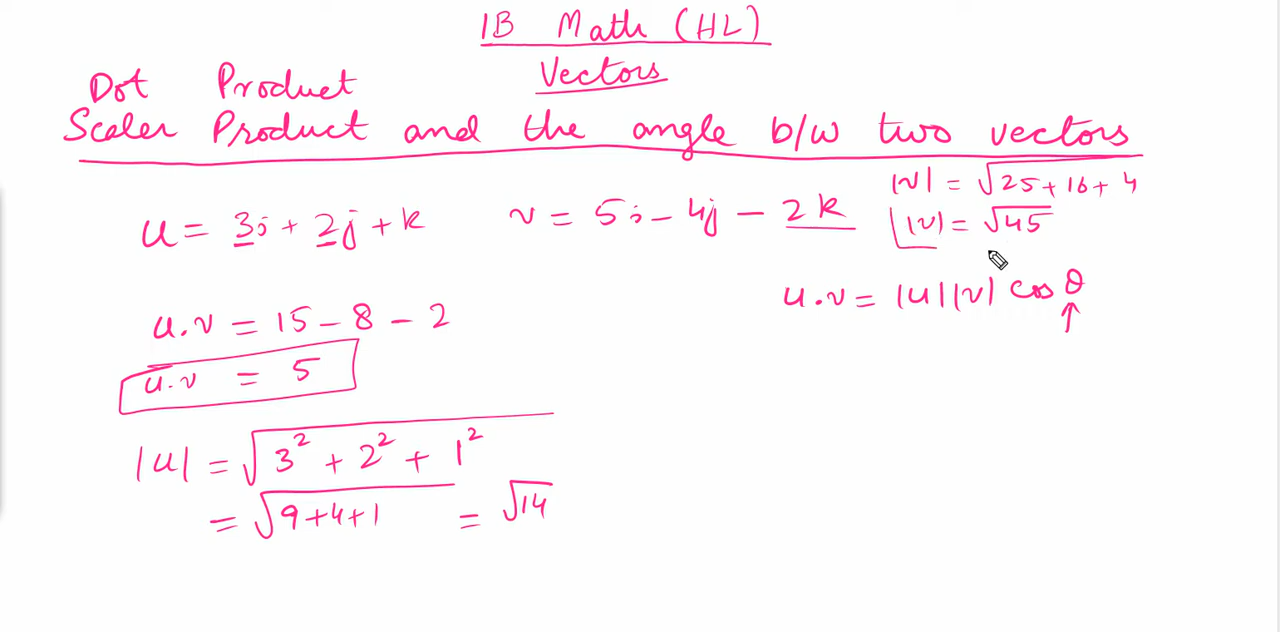 IB Math (HL)
Vectors
Dot Product
Scaler Product and the angle b/w two vectors
u = 3i + 2j + k
v = 5i - 4j - 2k
|v| = √25 + 16 + 4
|v| = √45
u.v = |u||v| cos θ
u.v = 15 - 8 - 2
u.v = 5
|u| = √3² + 2² + 1²
= √9+4+1 = √14